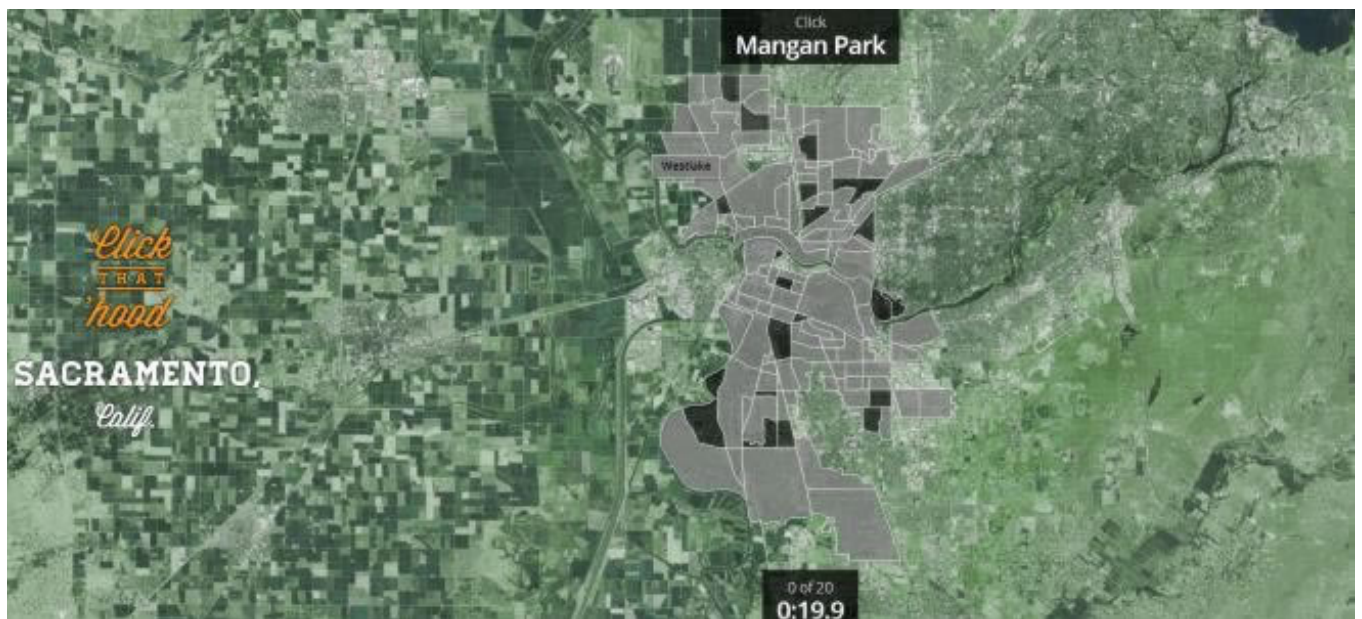 Click
Mangan Park
Westlake
Click
THAT
'hood
SACRAMENTO,
Calif.
0 of 20
0:19.9